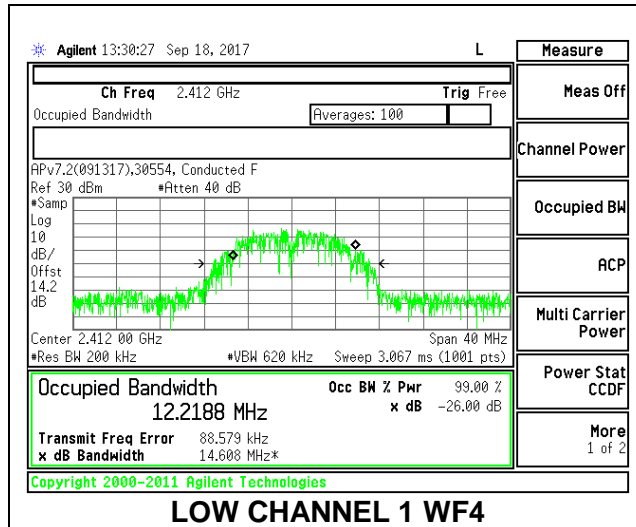 Agilent 13:30:27 Sep 18, 2017 L
Measure
Ch Freq 2.412 GHz Trig Free
Meas Off
Occupied Bandwidth Averages: 100
Channel Power
APv7.2(091317),30554, Conducted F
Ref 30 dBm #Atten 40 dB
#Samp
Log
10
dB/
Offst
14.2
dB
Occupied BW
ACP
Multi Carrier
Power
Center 2.412 00 GHz Span 40 MHz
#Res BW 200 kHz #VBW 620 kHz Sweep 3.067 ms (1001 pts)
Power Stat
CCDF
Occupied Bandwidth Occ BW % Pwr 99.00 %
12.2188 MHz x dB -26.00 dB
Transmit Freq Error 88.579 kHz
x dB Bandwidth 14.608 MHz*
More
1 of 2
Copyright 2000-2011 Agilent Technologies
LOW CHANNEL 1 WF4